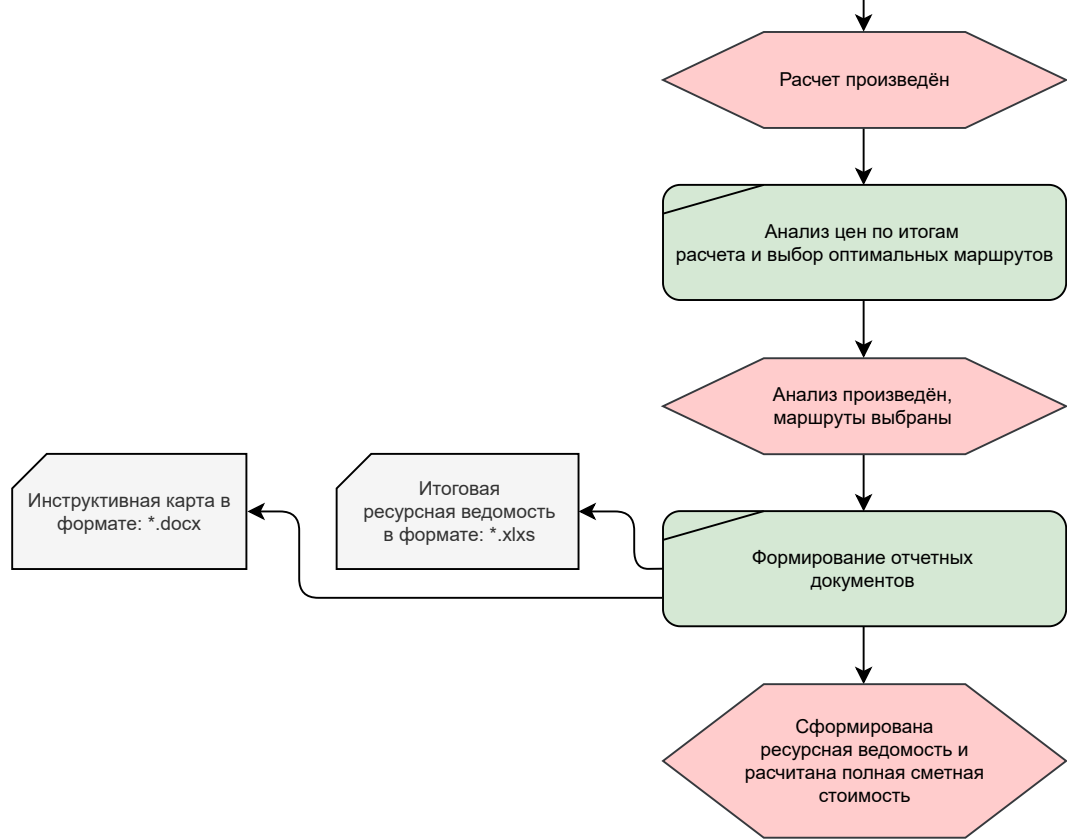 Расчет произведён
Анализ цен по итогам
расчета и выбор оптимальных маршрутов
Анализ произведён,
маршруты выбраны
Инструктивная карта в
формате: *.docx
Итоговая
ресурсная ведомость
в формате: *.xlxs
Формирование отчетных
документов
Сформирована
ресурсная ведомость и
расчитана полная сметная
стоимость